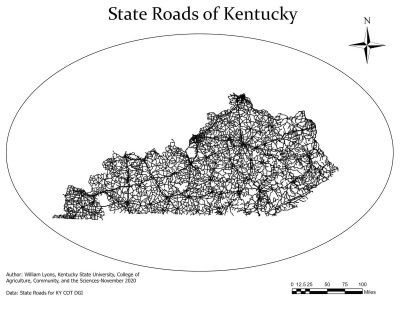 State Roads of Kentucky
N
Author: William Lyons, Kentucky State University, College of
Agriculture, Community, and the Sciences-November 2020
Data: State Roads for KY COT DGI
0 12.5 25 50 75 100
Miles